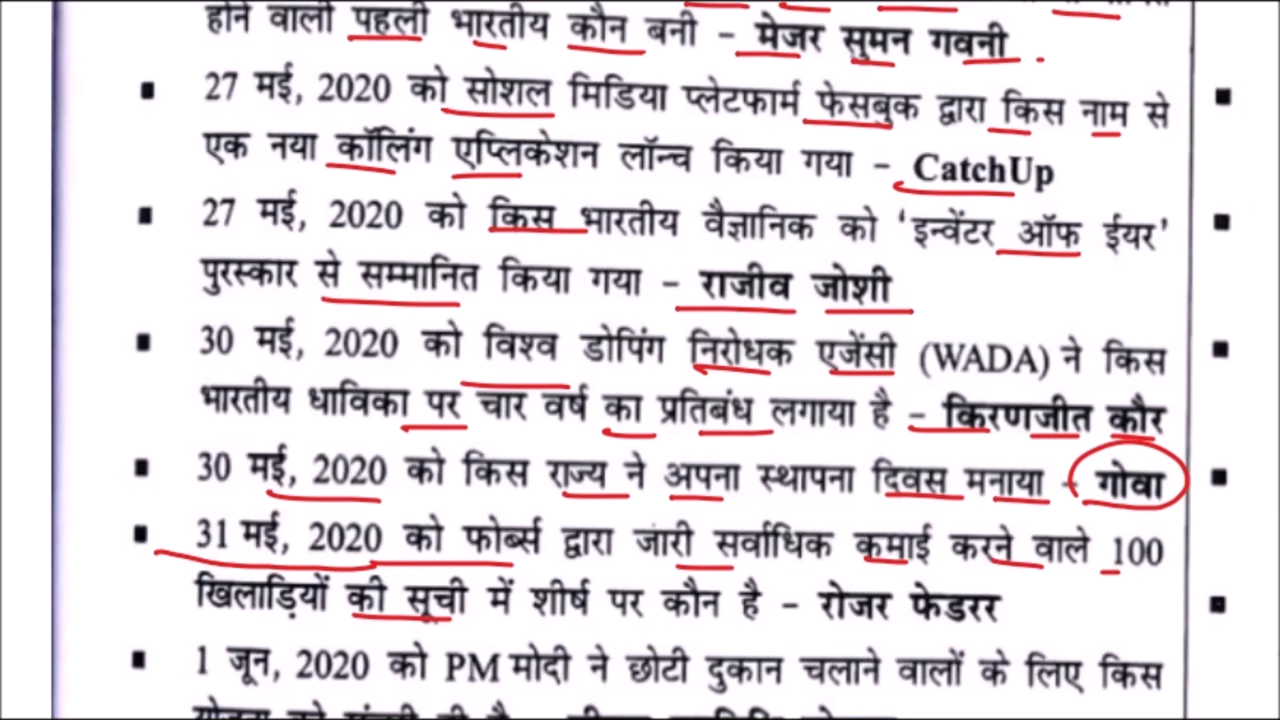 होने वाली पहली भारतीय कौन बनी – मेजर सुमन गवनी
27 मई, 2020 को सोशल मिडिया प्लेटफार्म फेसबुक द्वारा किस नाम से
एक नया कॉलिंग एप्लिकेशन लॉन्च किया गया – CatchUp
27 मई, 2020 को किस भारतीय वैज्ञानिक को ‘इन्वेंटर ऑफ ईयर’
पुरस्कार से सम्मानित किया गया – राजीव जोशी
30 मई, 2020 को विश्व डोपिंग निरोधक एजेंसी (WADA) ने किस
भारतीय धाविका पर चार वर्ष का प्रतिबंध लगाया है – किरणजीत कौर
30 मई, 2020 को किस राज्य ने अपना स्थापना दिवस मनाया – गोवा
31 मई, 2020 को फोर्ब्स द्वारा जारी सर्वाधिक कमाई करने वाले 100
खिलाड़ियों की सूची में शीर्ष पर कौन है – रोजर फेडरर
1 जून, 2020 को PM मोदी ने छोटी दुकान चलाने वालों के लिए किस